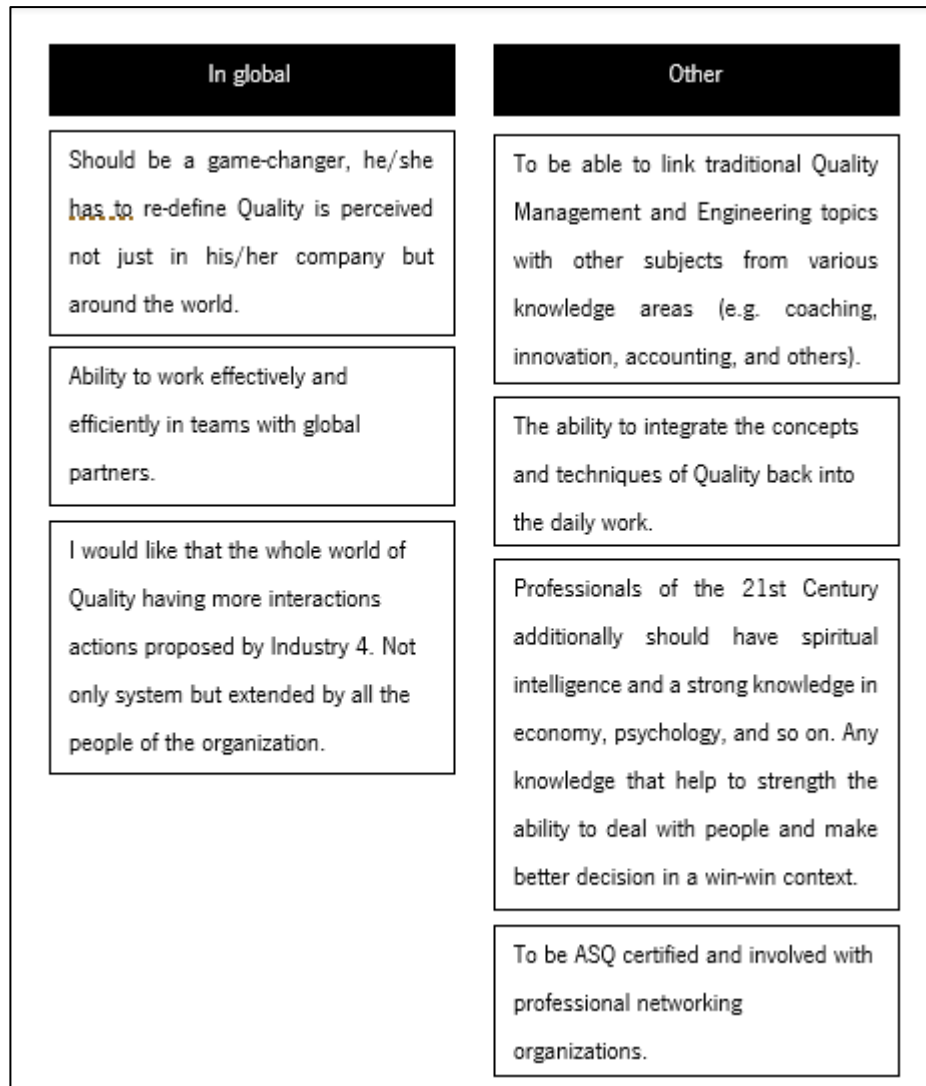 In global
Should be a game-changer, he/she
has to re-define Quality is perceived
not just in his/her company but
around the world.
Ability to work effectively and
efficiently in teams with global
partners.
I would like that the whole world of
Quality having more interactions
actions proposed by Industry 4. Not
only system but extended by all the
people of the organization.
Other
To be able to link traditional Quality
Management and Engineering topics
with other subjects from various
knowledge areas (e.g. coaching,
innovation, accounting, and others).
The ability to integrate the concepts
and techniques of Quality back into
the daily work.
Professionals of the 21st Century
additionally should have spiritual
intelligence and a strong knowledge in
economy, psychology, and so on. Any
knowledge that help to strength the
ability to deal with people and make
better decision in a win-win context.
To be ASQ certified and involved with
professional networking
organizations.